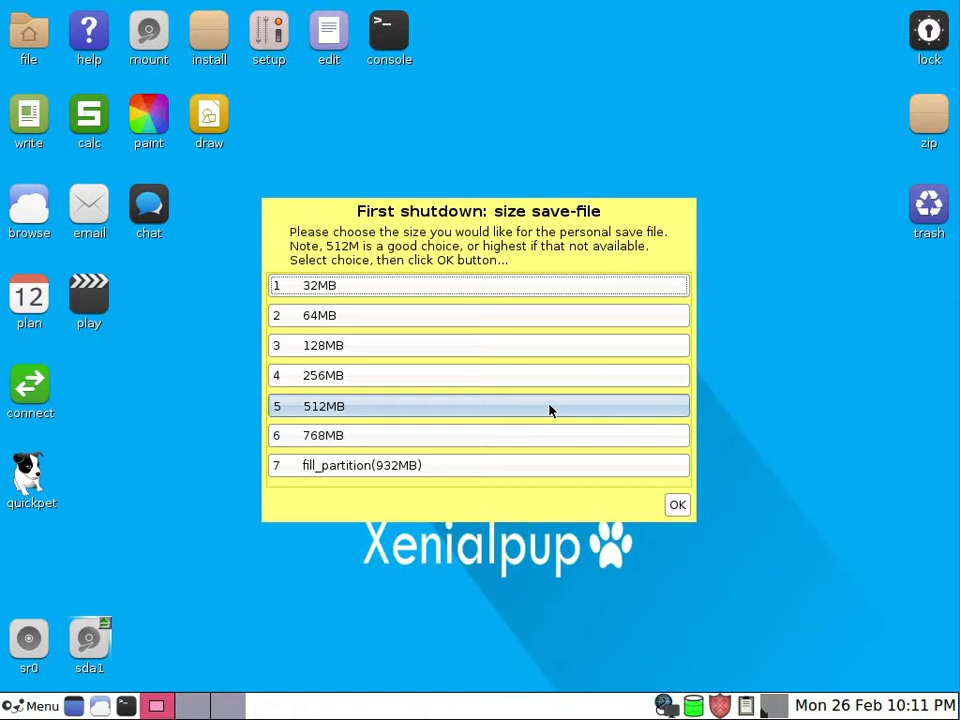 file help mount install setup edit console lock
write calc paint draw zip
browse email chat trash
12
plan play
connect
quickpet
First shutdown: size save-file
Please choose the size you would like for the personal save file.
Note, 512M is a good choice, or highest if that not available.
Select choice, then click OK button...
1 32MB
2 64MB
3 128MB
4 256MB
5 512MB
6 768MB
7 fill_partition(932MB)
OK
Xenialpup
sr0 sda1
Menu
Mon 26 Feb 10:11 PM